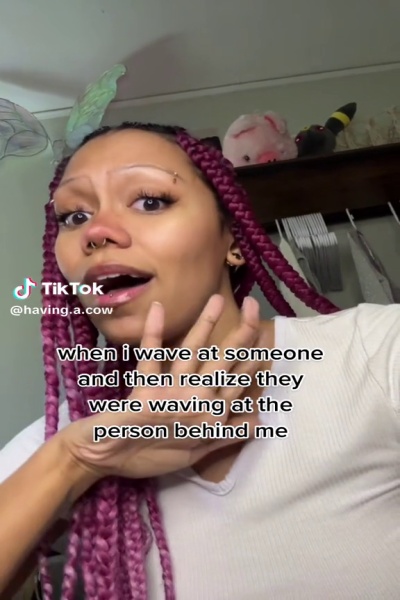 TikTok
@having.a.cow
when i wave at someone
and then realize they
were waving at the
person behind me